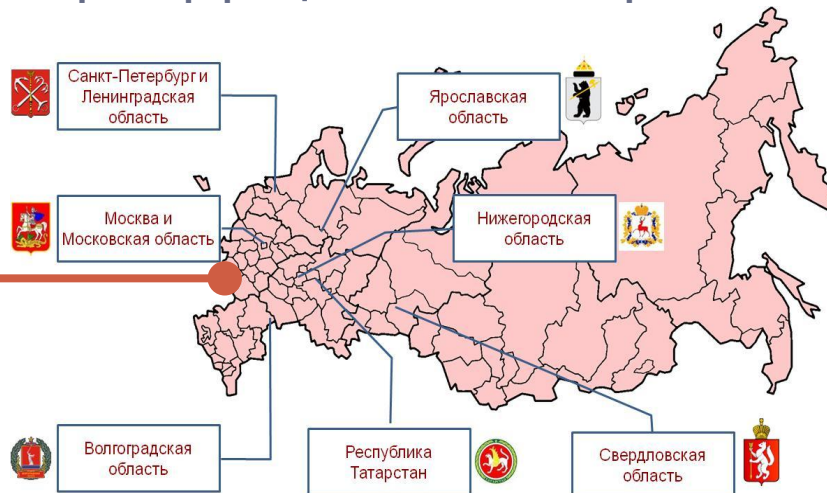 Санкт-Петербург и
Ленинградская
область
Ярославская
область
Москва и
Московская область
Нижегородская
область
Волгоградская
область
Республика
Татарстан
Свердловская
область